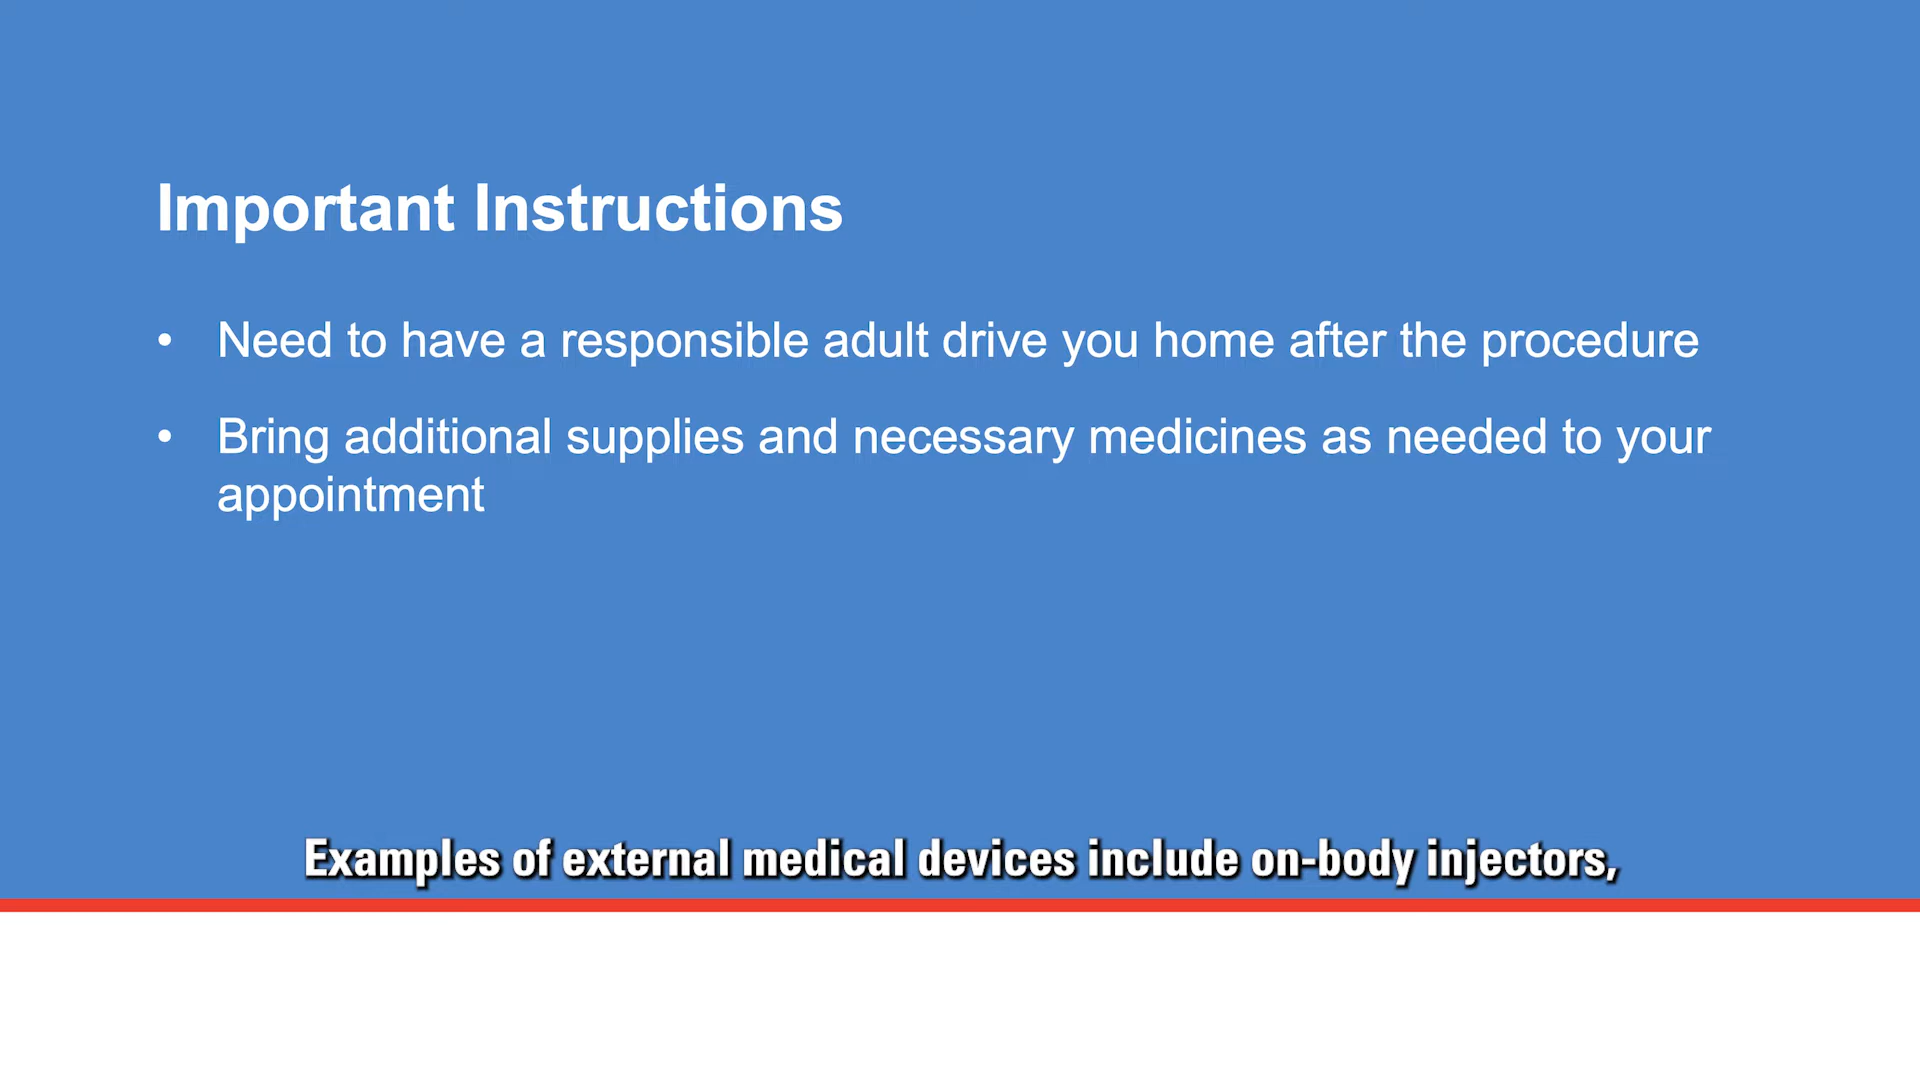 Important Instructions
• Need to have a responsible adult drive you home after the procedure
• Bring additional supplies and necessary medicines as needed to your
appointment
Examples of external medical devices include on-body injectors,